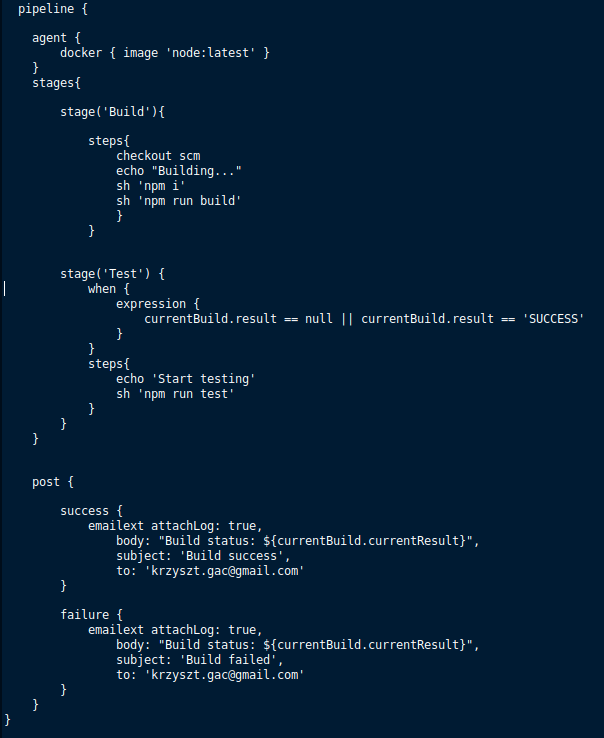 pipeline {
agent {
docker { image 'node:latest' }
}
stages{
stage('Build'){
steps{
checkout scm
echo "Building..."
sh 'npm i'
sh 'npm run build'
}
}
stage('Test') {
when {
expression {
currentBuild.result == null || currentBuild.result == 'SUCCESS'
}
}
steps{
echo 'Start testing'
sh 'npm run test'
}
}
}
post {
success {
emailext attachLog: true,
body: "Build status: ${currentBuild.currentResult}",
subject: 'Build success',
to: 'krzyszt.gac@gmail.com'
}
failure {
emailext attachLog: true,
body: "Build status: ${currentBuild.currentResult}",
subject: 'Build failed',
to: 'krzyszt.gac@gmail.com'
}
}
}